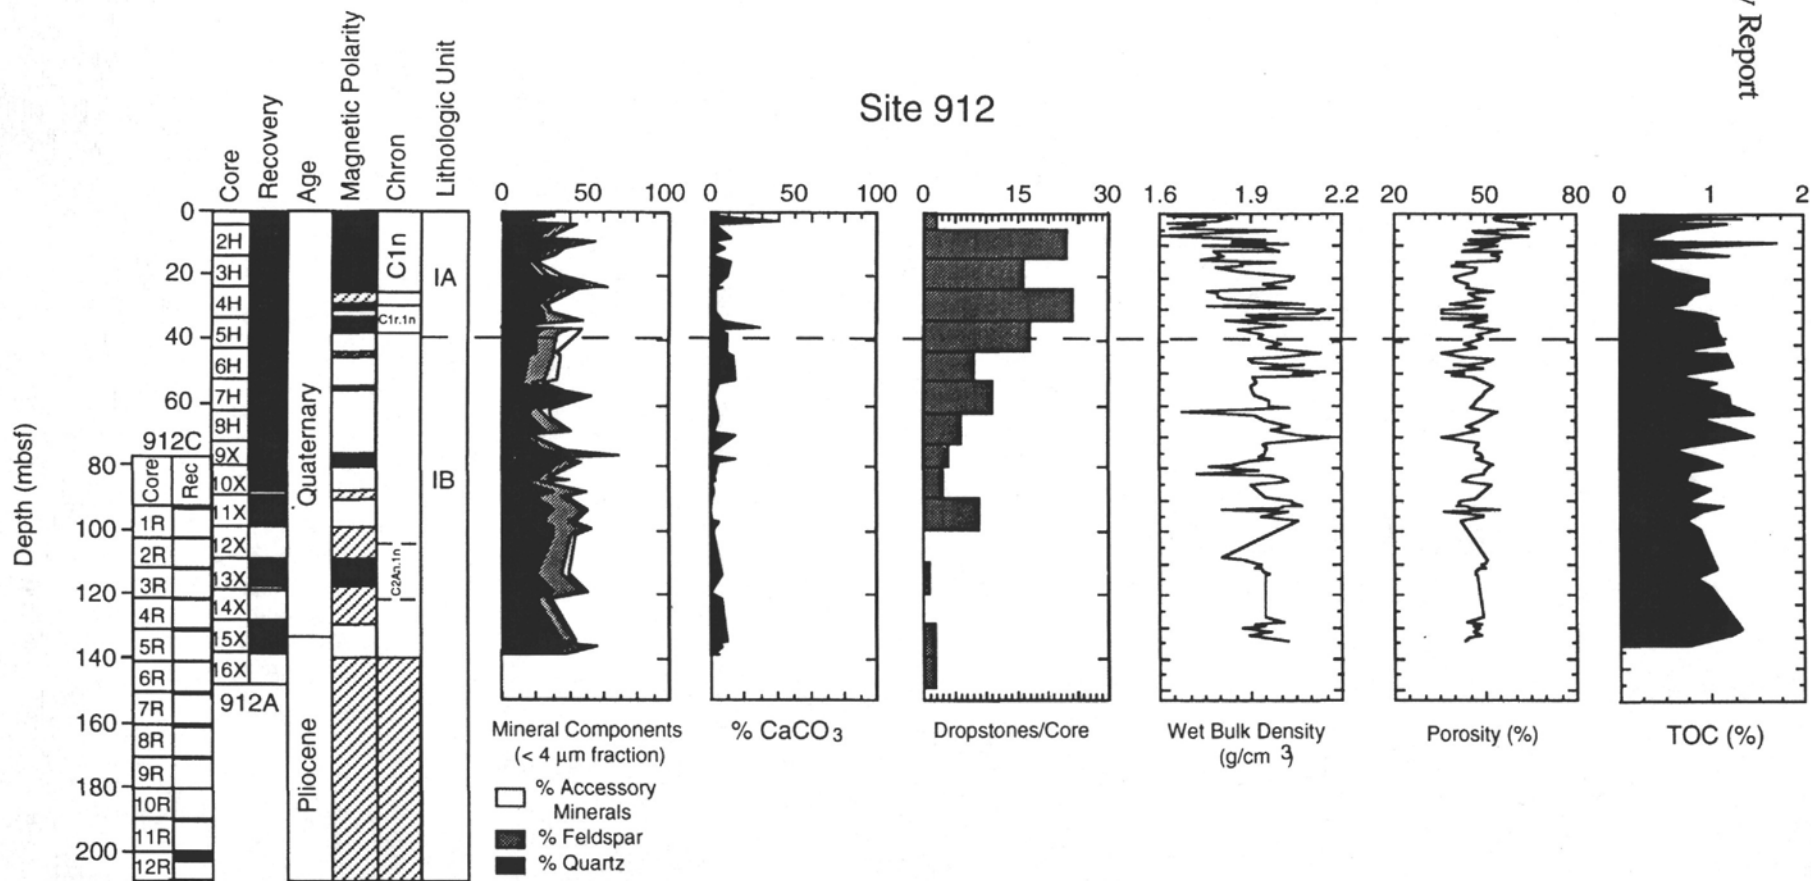 y Report
Site 912
Core
Recovery
Age
Magnetic Polarity
Chron
Lithologic Unit
0 50 100
0 50 100
0 15 30
1.6 1.9 2.2
20 50 80
0 1 2
Depth (mbsf)
0
20
40
60
80
100
120
140
160
180
200
912C
Core
Rec
1R
2R
3R
4R
5R
6R
7R
8R
9R
10R
11R
12R
2H
3H
4H
5H
6H
7H
8H
9X
10X
11X
12X
13X
14X
15X
16X
912A
Quaternary
Pliocene
C1n
C1r.1n
C2An.1n
IA
IB
Mineral Components
(< 4 µm fraction)
% Accessory
Minerals
% Feldspar
% Quartz
% CaCO3
Dropstones/Core
Wet Bulk Density
(g/cm 3)
Porosity (%)
TOC (%)